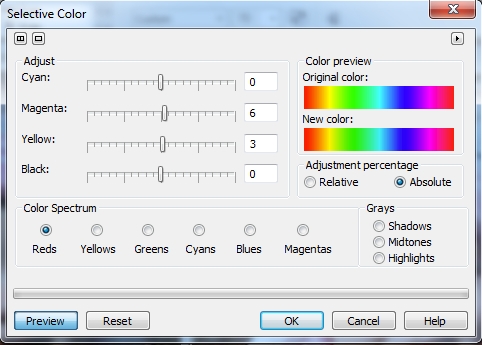 Selective Color
Adjust
Cyan: 0
Magenta: 6
Yellow: 3
Black: 0
Color preview
Original color:
New color:
Adjustment percentage
Relative Absolute
Color Spectrum
Reds Yellows Greens Cyans Blues Magentas
Grays
Shadows
Midtones
Highlights
Preview Reset OK Cancel Help